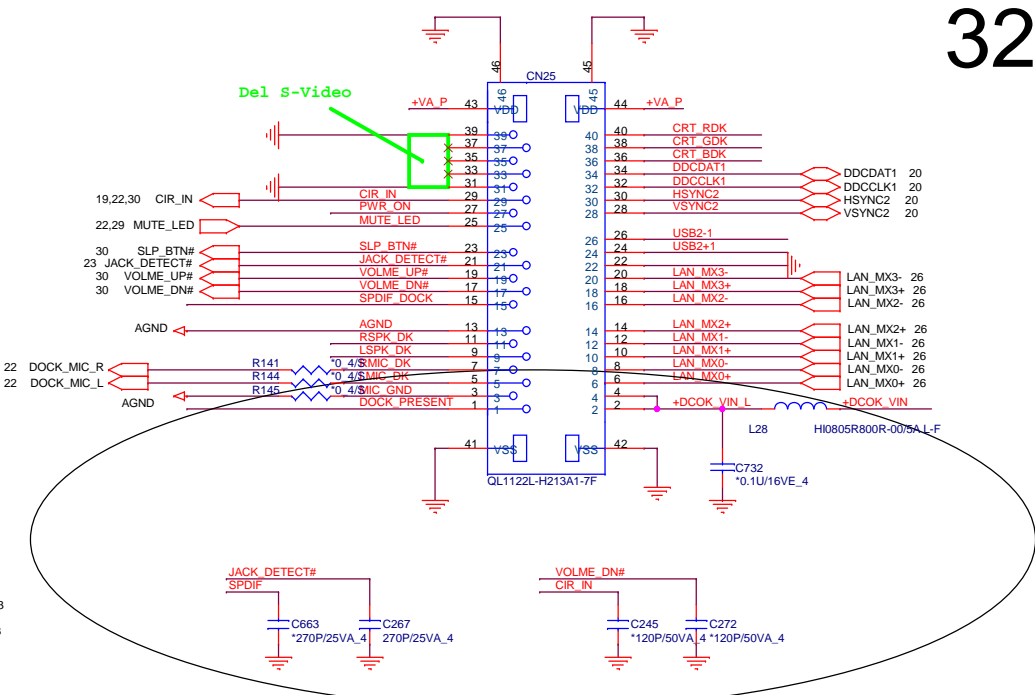 32
46
45
CN25
Del S-Video
46
45
+VA_P 43 VDD VDD 44 +VA_P
39 39 40 40 CRT_RDK
37 37 38 38 CRT_GDK
35 35 36 36 CRT_BDK
33 33 34 34 DDCDAT1 DDCDAT1 20
31 31 32 32 DDCCLK1 DDCCLK1 20
19,22,30 CIR_IN CIR_IN 29 29 30 30 HSYNC2 HSYNC2 20
PWR_ON 27 27 28 28 VSYNC2 VSYNC2 20
22,29 MUTE_LED MUTE_LED 25 25
26 26 USB2-1
30 SLP_BTN# SLP_BTN# 23 23 24 24 USB2+1
23 JACK_DETECT# JACK_DETECT# 21 21 22 22
30 VOLME_UP# VOLME_UP# 19 19 20 20 LAN_MX3- LAN_MX3- 26
30 VOLME_DN# VOLME_DN# 17 17 18 18 LAN_MX3+ LAN_MX3+ 26
SPDIF_DOCK 15 15 16 16 LAN_MX2- LAN_MX2- 26
AGND AGND 13 13 14 14 LAN_MX2+ LAN_MX2+ 26
RSPK_DK 11 11 12 12 LAN_MX1- LAN_MX1- 26
LSPK_DK 9 9 10 10 LAN_MX1+ LAN_MX1+ 26
22 DOCK_MIC_R R141 *0_4/S RMIC_DK 7 7 8 8 LAN_MX0- LAN_MX0- 26
22 DOCK_MIC_L R144 *0_4/S LMIC_DK 5 5 6 6 LAN_MX0+ LAN_MX0+ 26
AGND R145 *0_4/S MIC_GND 3 3 4 4
DOCK_PRESENT 1 1 2 2 +DCOK_VIN_L +DCOK_VIN
L28 HI0805R800R-00/5A.L-F
41 VSS VSS 42
C732
*0.1U/16VE_4
QL1122L-H213A1-7F
JACK_DETECT#
SPDIF
VOLME_DN#
CIR_IN
C663
*270P/25VA_4
C267
270P/25VA_4
C245
*120P/50VA_4
C272
*120P/50VA_4